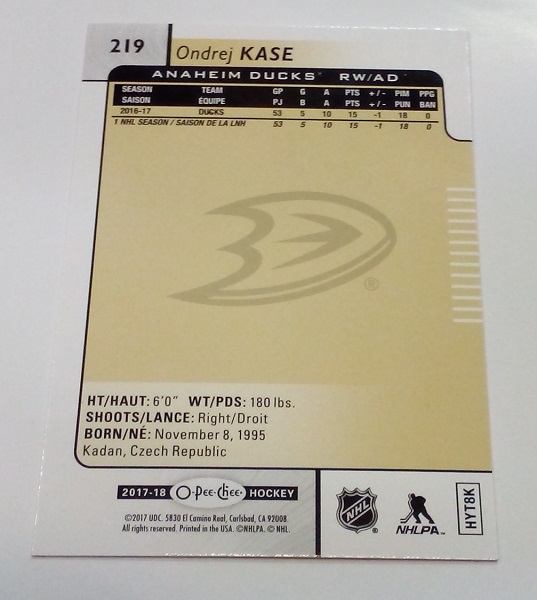 219
Ondrej KASE
ANAHEIM DUCKS RW/AD
SEASON TEAM GP G A PTS +/- PIM PPG
SAISON ÉQUIPE PJ B A PTS +/- PUN BAN
2016-17 DUCKS 53 5 10 15 -1 18 0
1 NHL SEASON / SAISON DE LA LNH 53 5 10 15 -1 18 0
®
HT/HAUT: 6'0" WT/PDS: 180 lbs.
SHOOTS/LANCE: Right/Droit
BORN/NÉ: November 8, 1995
Kadan, Czech Republic
2017-18 O-PEE-CHEE HOCKEY
©2017 UDC. 5830 El Camino Real, Carlsbad, CA 92008.
All rights reserved. Printed in the USA. ©NHLPA. © NHL.
NHL ®
NHLPA
HYT8K